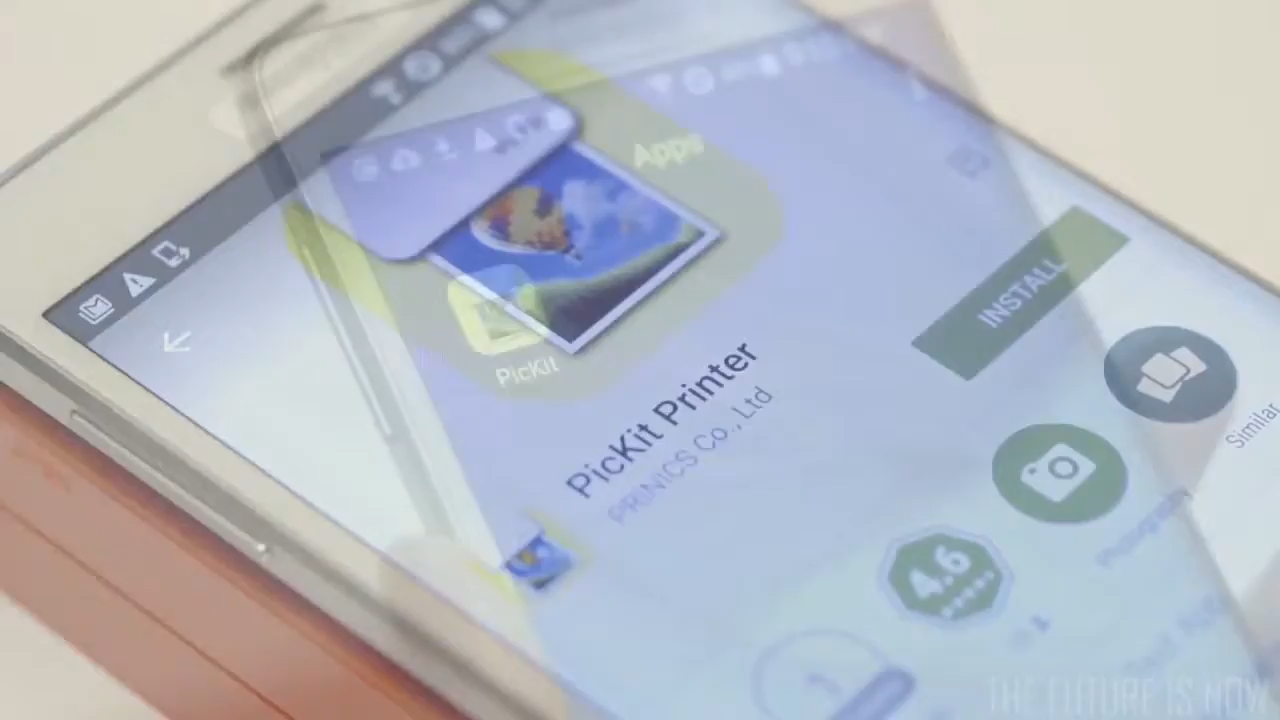 Apps
PicKit
PicKit Printer
PRINICS Co., Ltd
INSTALL
Similar
4.6
THE FUTURE IS NOW